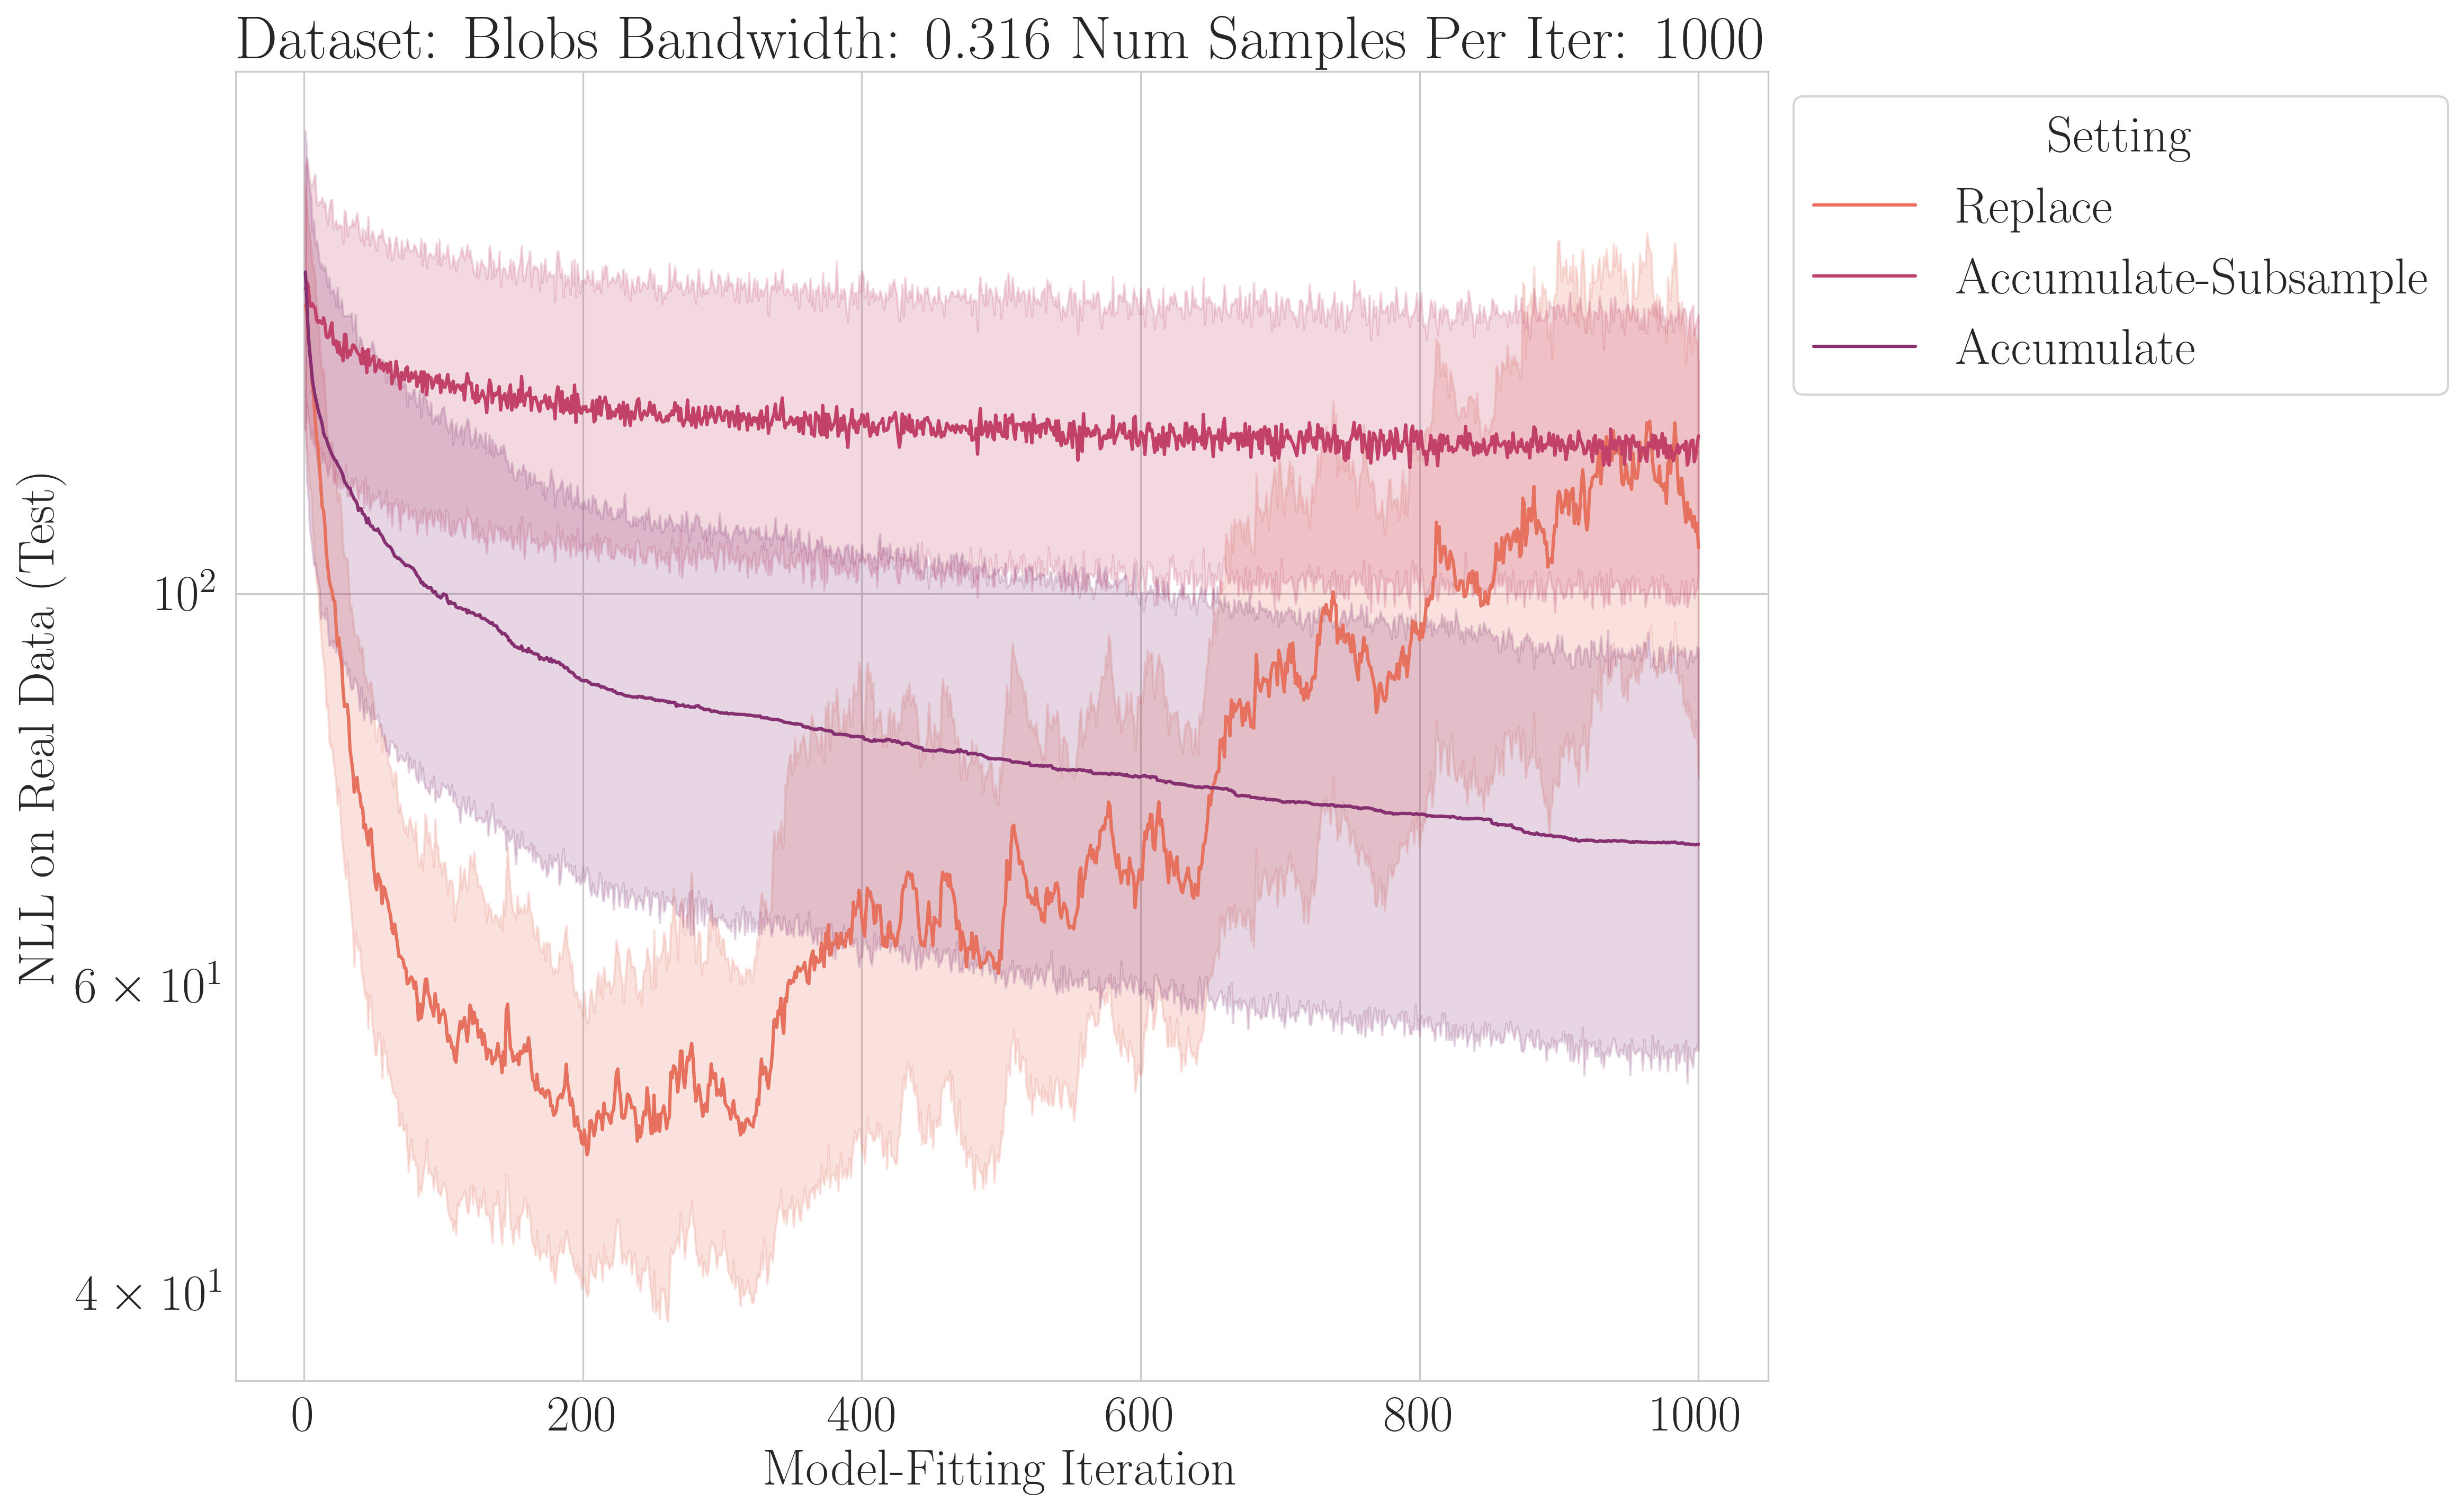 Dataset: Blobs Bandwidth: 0.316 Num Samples Per Iter: 1000
Setting
Replace
Accumulate-Subsample
Accumulate
NLL on Real Data (Test)
10²
6 × 10¹
4 × 10¹
0 200 400 600 800 1000
Model-Fitting Iteration